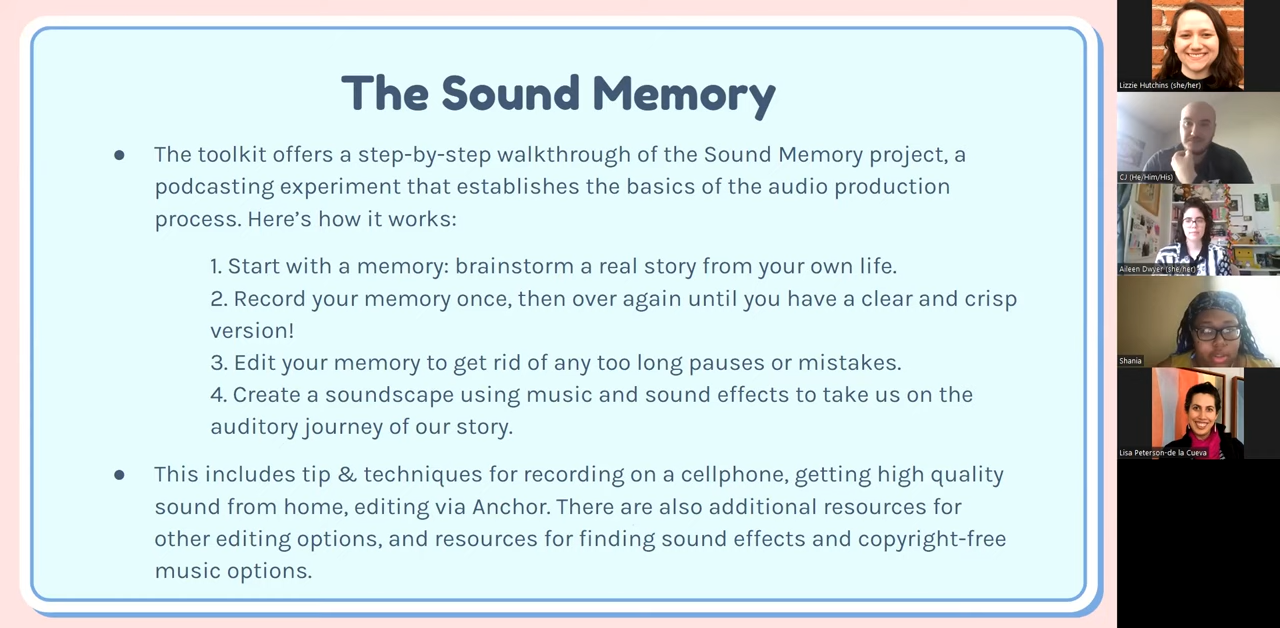 The Sound Memory
● The toolkit offers a step-by-step walkthrough of the Sound Memory project, a
podcasting experiment that establishes the basics of the audio production
process. Here’s how it works:
1. Start with a memory: brainstorm a real story from your own life.
2. Record your memory once, then over again until you have a clear and crisp
version!
3. Edit your memory to get rid of any too long pauses or mistakes.
4. Create a soundscape using music and sound effects to take us on the
auditory journey of our story.
● This includes tip & techniques for recording on a cellphone, getting high quality
sound from home, editing via Anchor. There are also additional resources for
other editing options, and resources for finding sound effects and copyright-free
music options.
Lizzie Hutchins (she/her)
CJ (He/Him/His)
Aileen Dwyer (she/her)
Shania
Lisa Peterson-de la Cueva